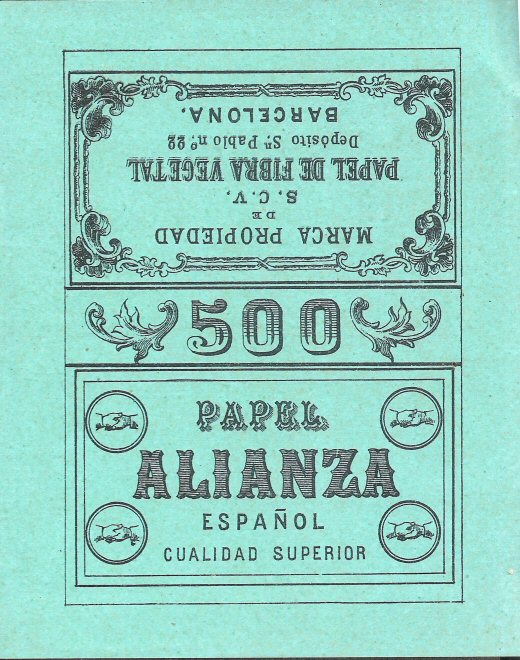 MARCA PROPIEDAD
DE
S. C. V.
PAPEL DE FIBRA VEGETAL
Depósito Sn. Pablo nº 22
BARCELONA.
500
PAPEL
ALIANZA
ESPAÑOL
CUALIDAD SUPERIOR